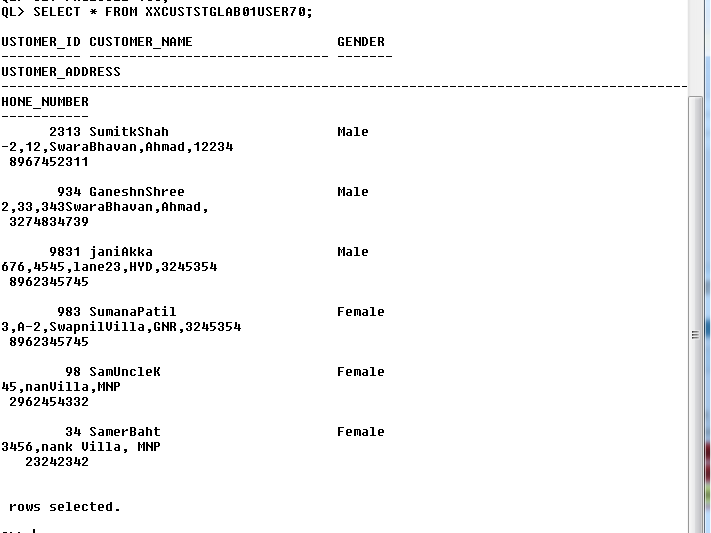 QL> SELECT * FROM XXCUSTSTGLAB01USER70;
USTOMER_ID CUSTOMER_NAME GENDER
---------- ------------------------------ -------
USTOMER_ADDRESS
--------------------------------------------------------------------------------------
HONE_NUMBER
-----------
2313 SumitkShah Male
-2,12,SwaraBhavan,Ahmad,12234
8967452311
934 GaneshnShree Male
2,33,343SwaraBhavan,Ahmad,
3274834739
9831 janiAkka Male
676,4545,lane23,HYD,3245354
8962345745
983 SumanaPatil Female
3,A-2,SwapnilVilla,GNR,3245354
8962345745
98 SamUncleK Female
45,nanVilla,MNP
2962454332
34 SamerBaht Female
3456,nank Villa, MNP
23242342
rows selected.